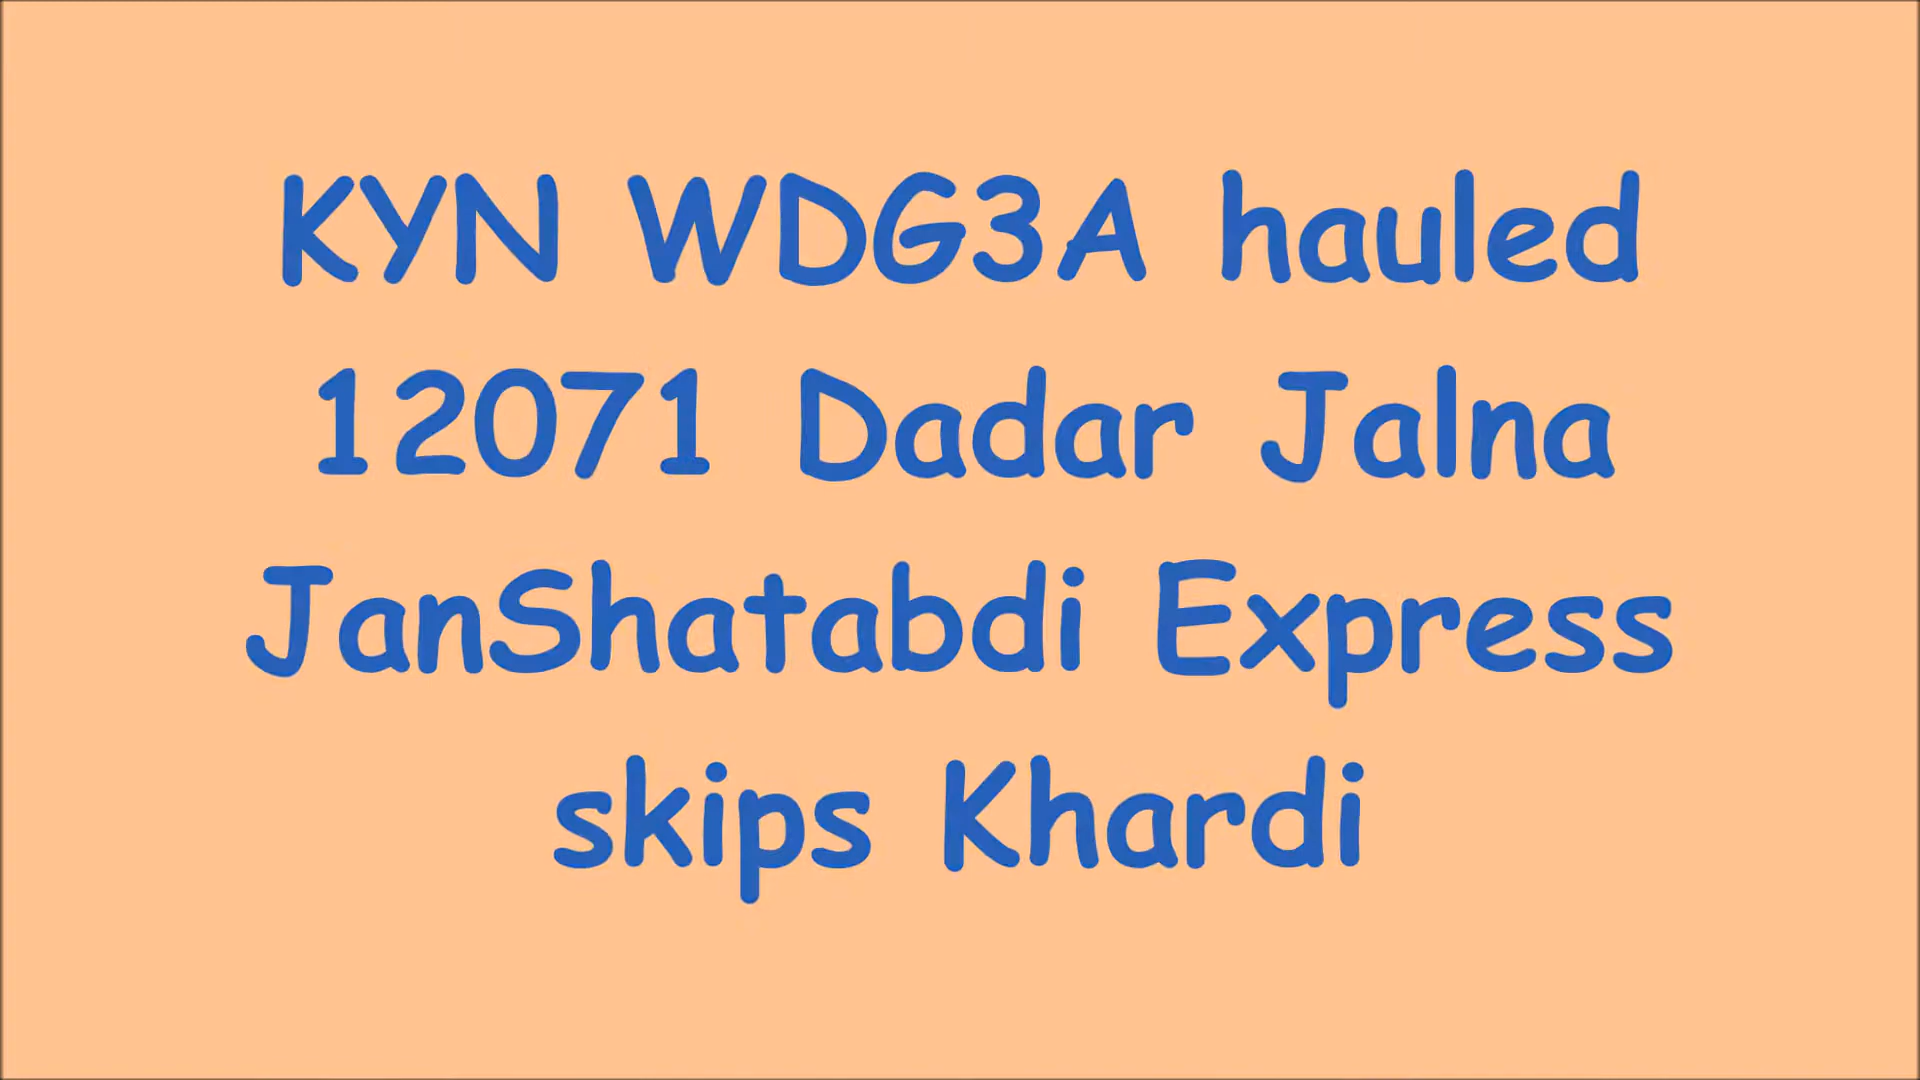 KYN WDG3A hauled
12071 Dadar Jalna
JanShatabdi Express
skips Khardi